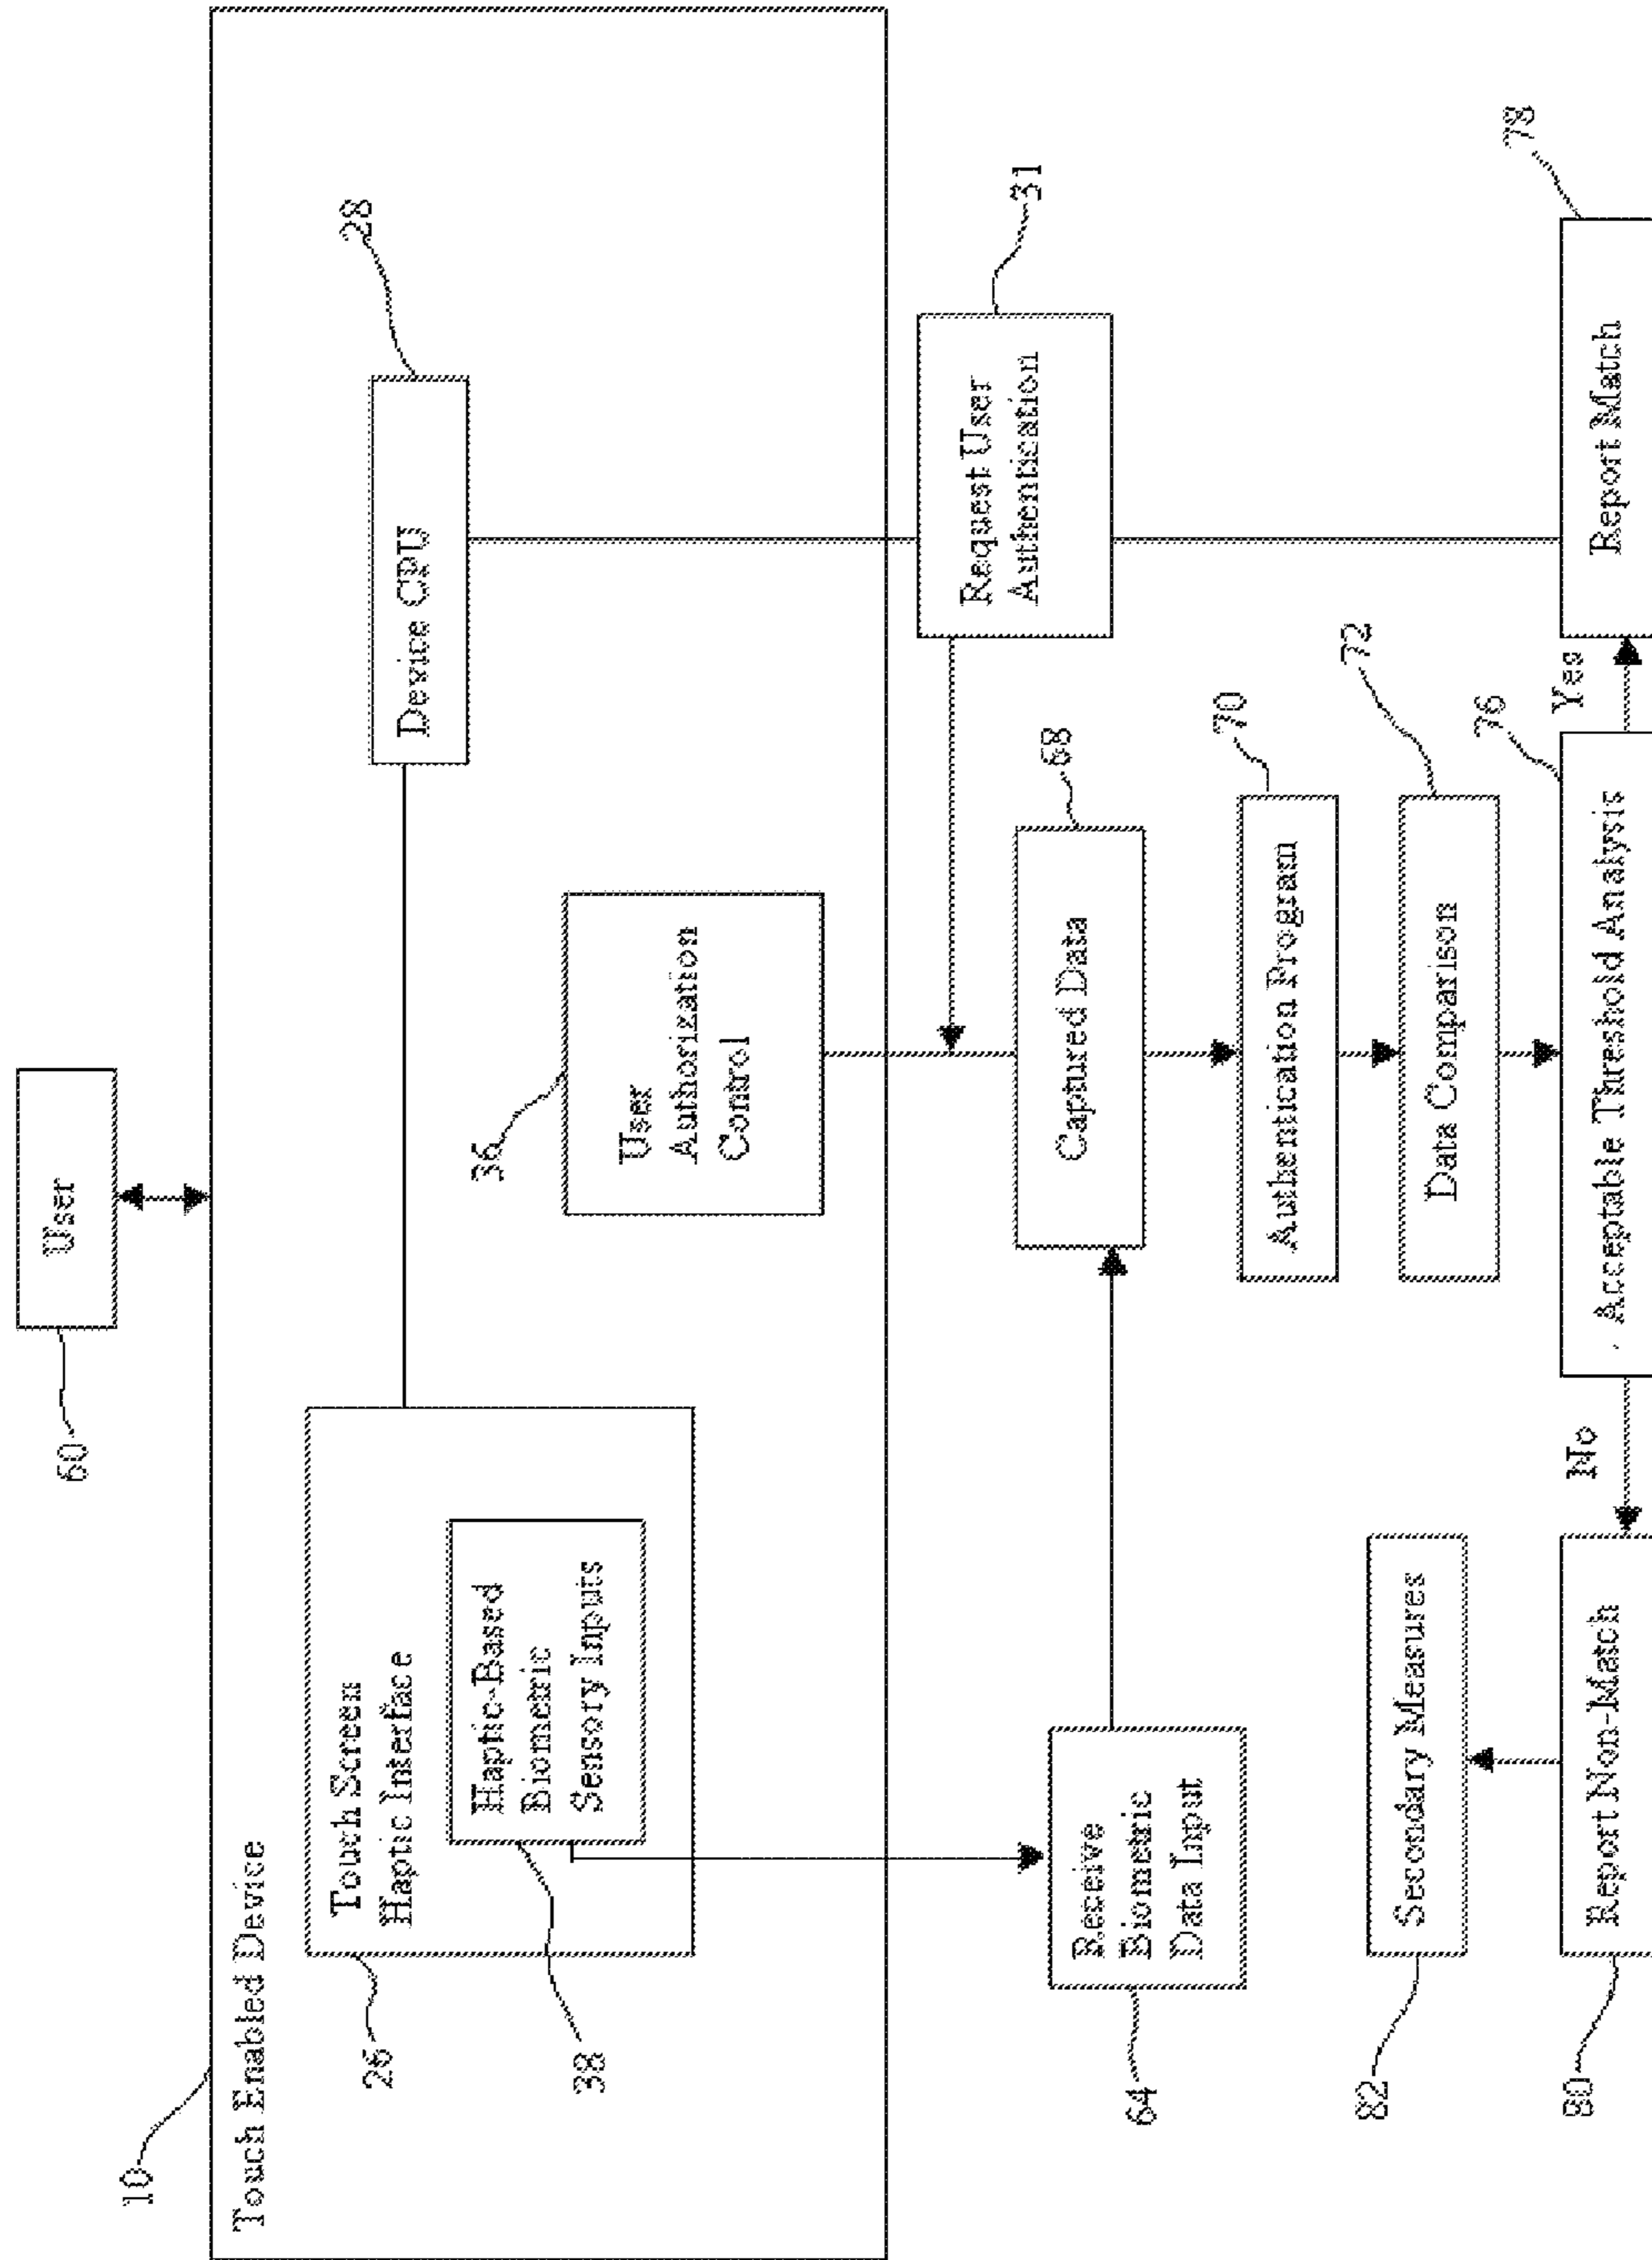 User
60
10
Touch Enabled Device
Touch Screen
Haptic Interface
26
Haptic-Based
Biometric
Sensory Inputs
38
Device CPU
28
36
User
Authorization
Control
Request User
Authentication
31
Receive
Biometric
Data Input
64
Captured Data
68
Authentication Program
70
Data Comparison
72
Secondary Measures
82
Report Non-Match
80
No
Acceptable Threshold Analysis
76
Yes
Report Match
78